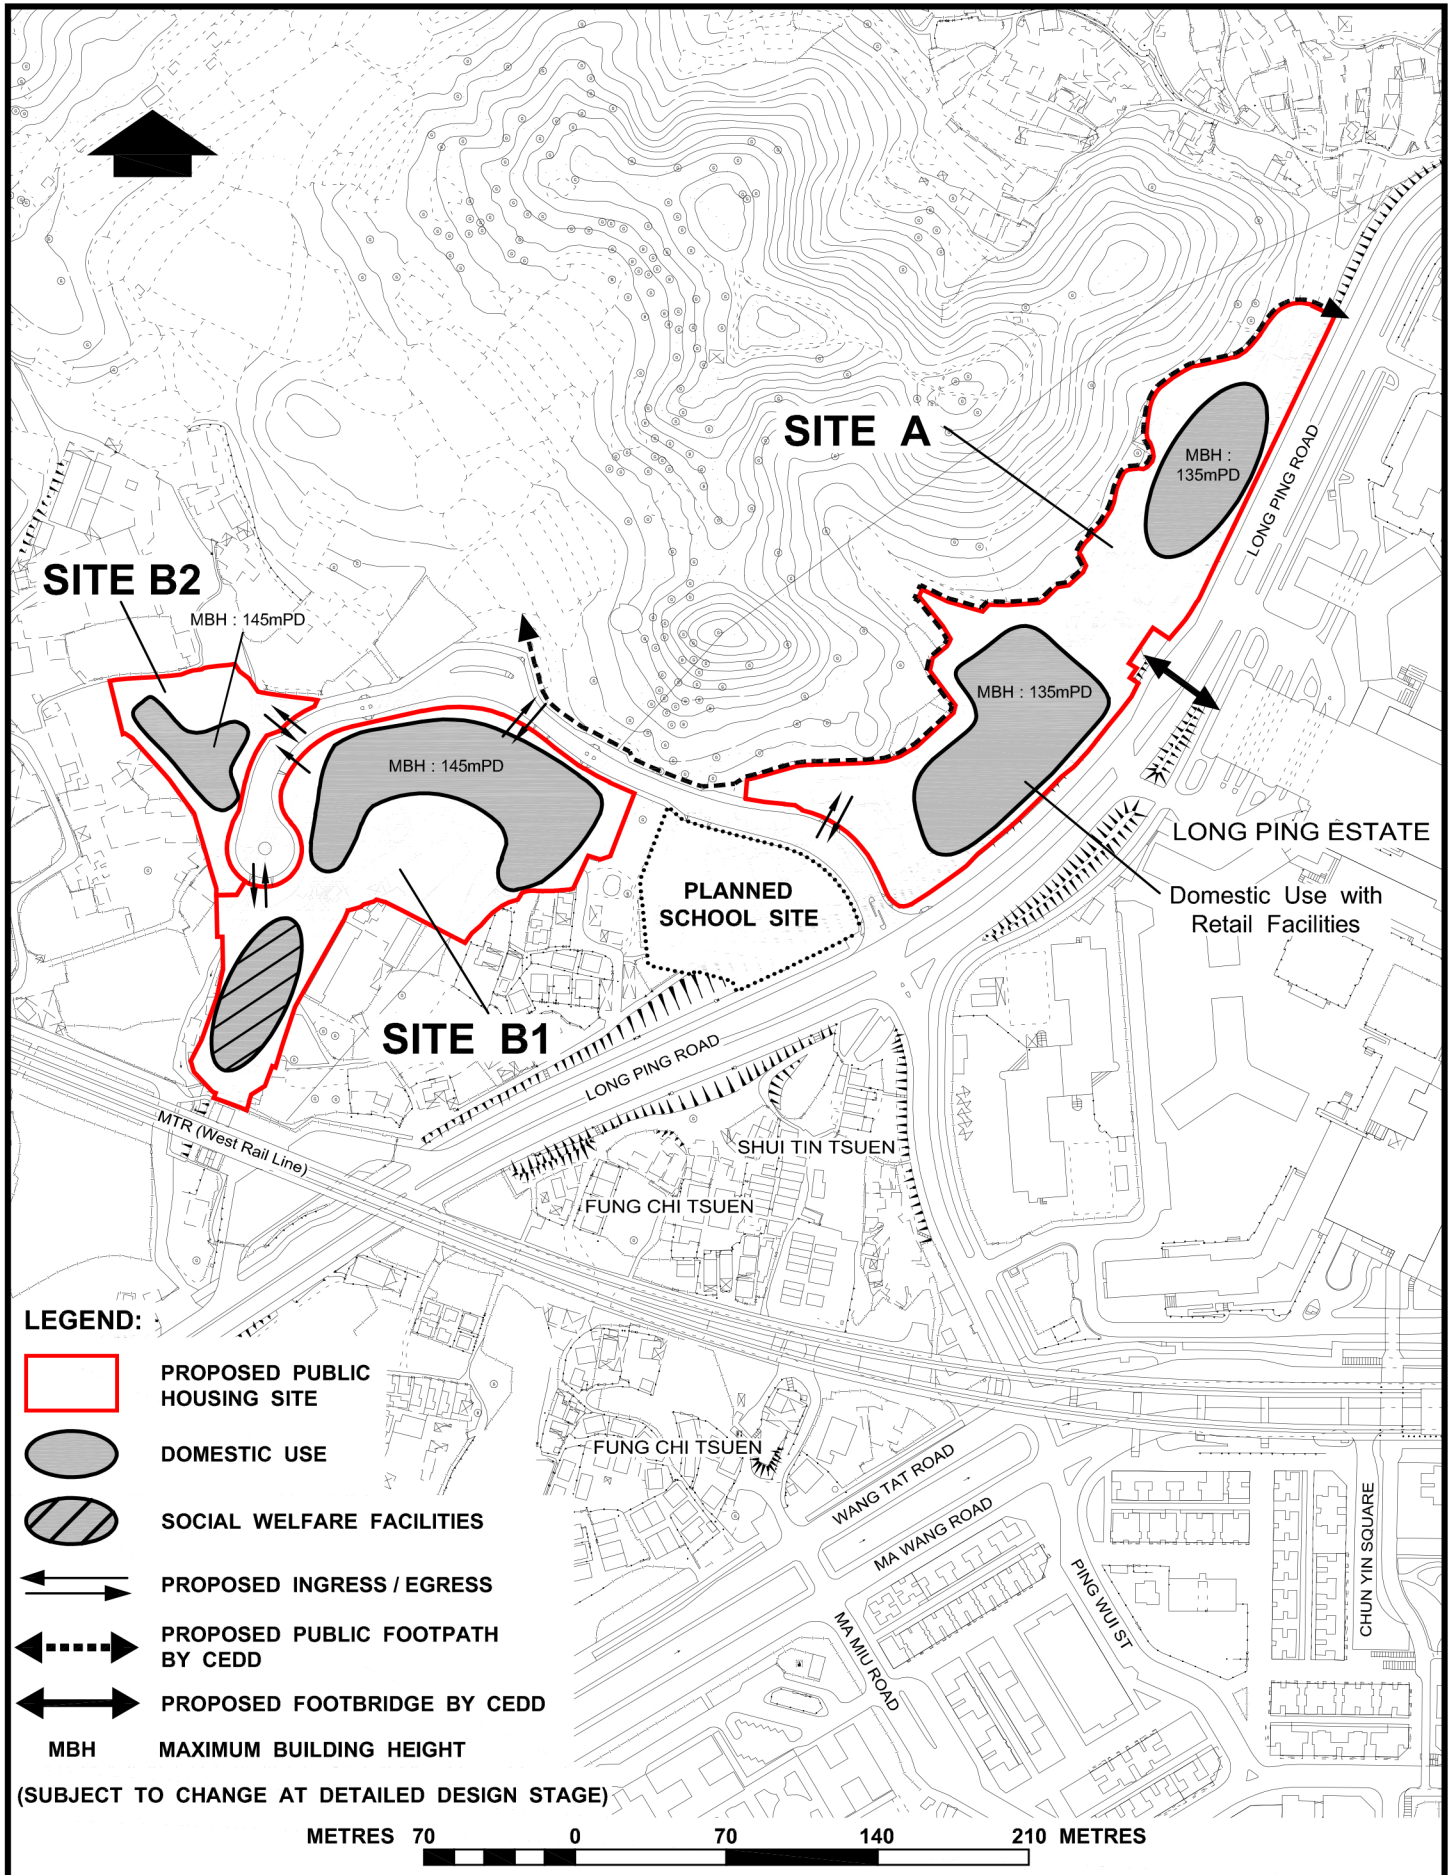 SITE A
MBH :
135mPD
LONG PING ROAD
SITE B2
MBH : 145mPD
MBH : 135mPD
MBH : 145mPD
LONG PING ESTATE
PLANNED
SCHOOL SITE
Domestic Use with
Retail Facilities
SITE B1
LONG PING ROAD
MTR (West Rail Line)
SHUI TIN TSUEN
FUNG CHI TSUEN
LEGEND:
PROPOSED PUBLIC
HOUSING SITE
DOMESTIC USE
SOCIAL WELFARE FACILITIES
PROPOSED INGRESS / EGRESS
PROPOSED PUBLIC FOOTPATH
BY CEDD
PROPOSED FOOTBRIDGE BY CEDD
MBH MAXIMUM BUILDING HEIGHT
(SUBJECT TO CHANGE AT DETAILED DESIGN STAGE)
FUNG CHI TSUEN
WANG TAT ROAD
MA WANG ROAD
CHUN YIN SQUARE
PING WUI ST
MA MIU ROAD
METRES 70 0 70 140 210 METRES